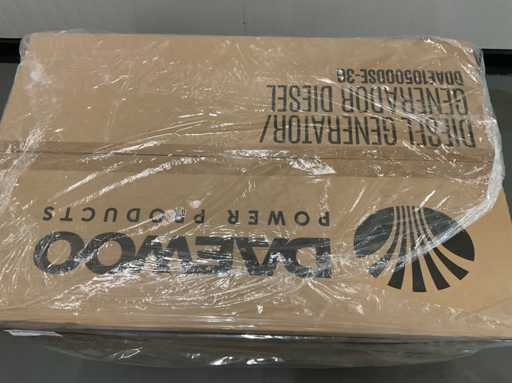 DAEWOO
POWER PRODUCTS
DIESEL GENERATOR/
GENERADOR DIESEL
DDAE10500DSE-3G